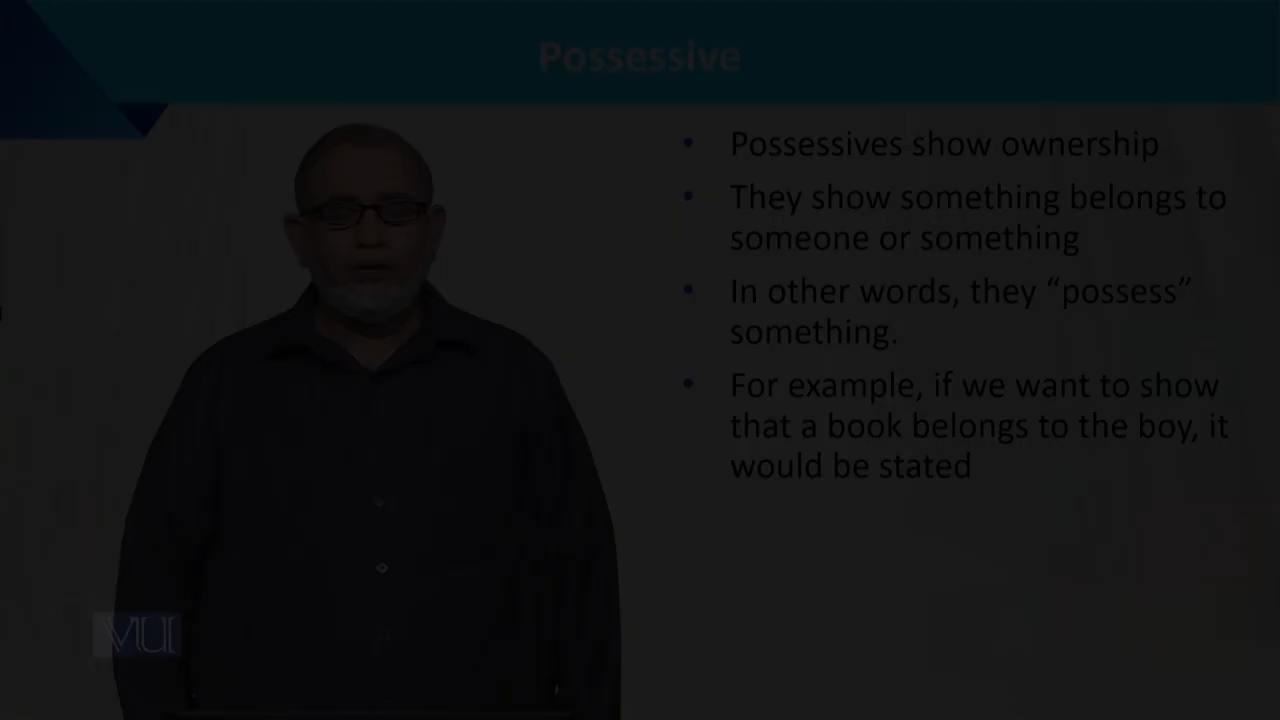 Possessive
• Possessives show ownership
• They show something belongs to
someone or something
• In other words, they “possess”
something.
• For example, if we want to show
that a book belongs to the boy, it
would be stated
VU